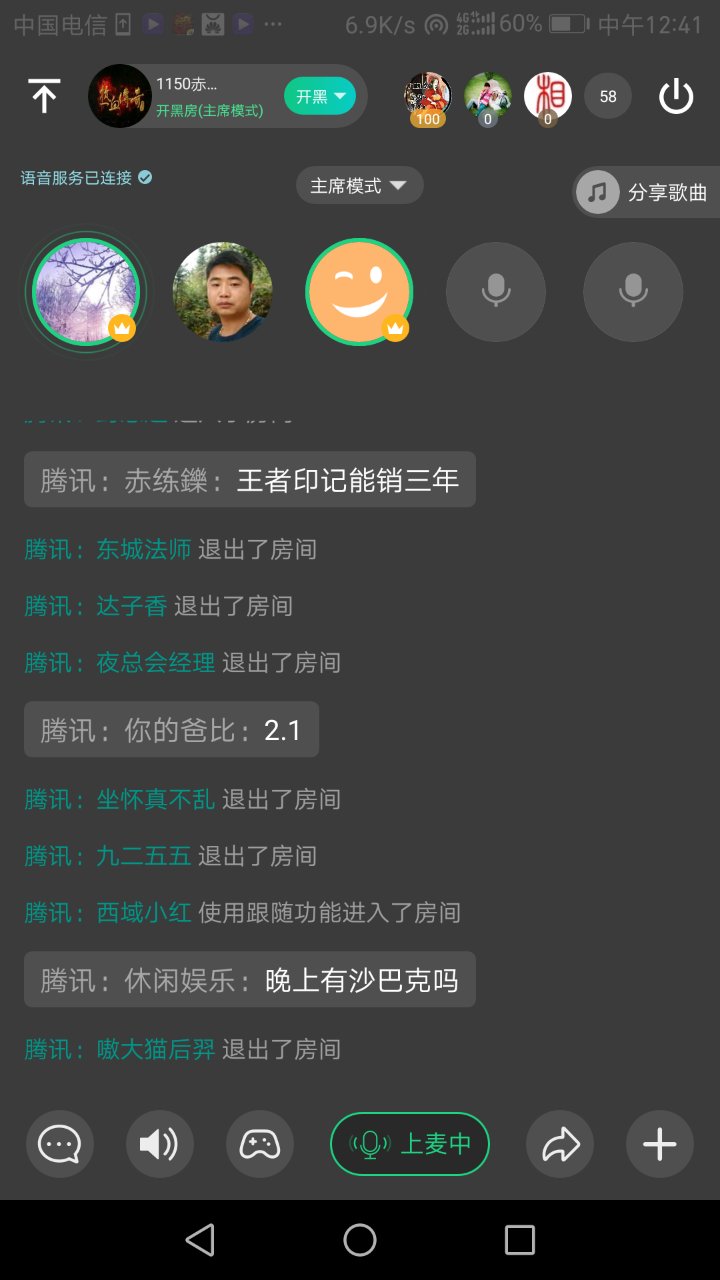 中国电信
6.9K/s
4G
2G
60%
中午12:41
热血传奇
1150赤...
开黑房(主席模式)
开黑
100
0
相
0
58
语音服务已连接
主席模式
分享歌曲
腾讯：赤练鑠：王者印记能销三年
腾讯：东城法师 退出了房间
腾讯：达子香 退出了房间
腾讯：夜总会经理 退出了房间
腾讯：你的爸比：2.1
腾讯：坐怀真不乱 退出了房间
腾讯：九二五五 退出了房间
腾讯：西域小红 使用跟随功能进入了房间
腾讯：休闲娱乐：晚上有沙巴克吗
腾讯：嗷大猫后羿 退出了房间
上麦中